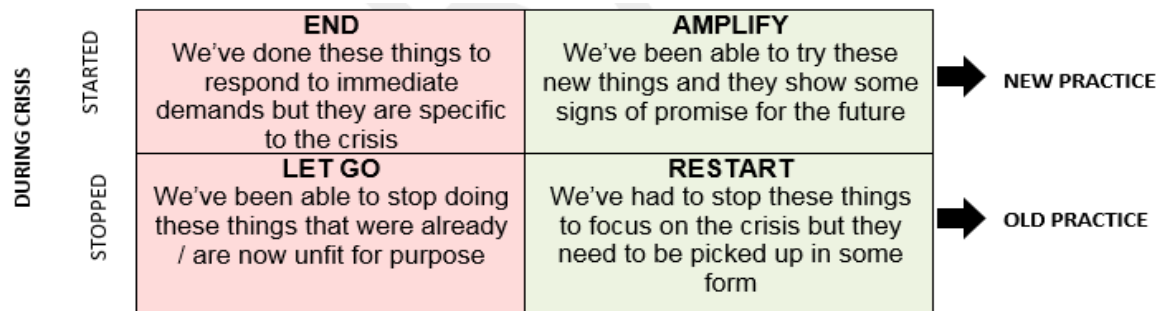 DURING CRISIS
STARTED
END
We’ve done these things to
respond to immediate
demands but they are specific
to the crisis
AMPLIFY
We’ve been able to try these
new things and they show some
signs of promise for the future
NEW PRACTICE
STOPPED
LET GO
We’ve been able to stop doing
these things that were already
/ are now unfit for purpose
RESTART
We’ve had to stop these things
to focus on the crisis but they
need to be picked up in some
form
OLD PRACTICE